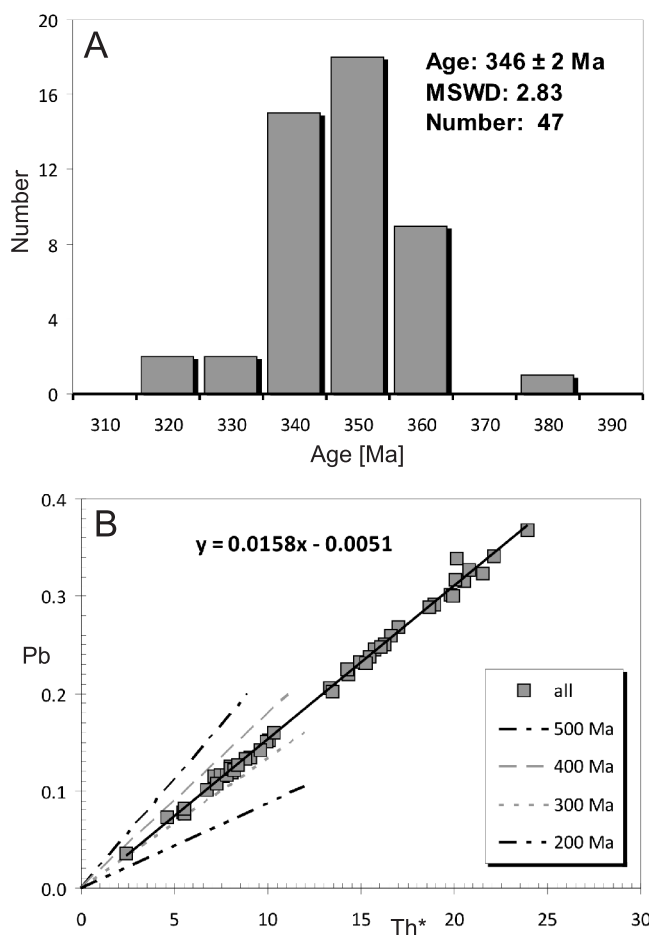 A
Age: 346 ± 2 Ma
MSWD: 2.83
Number: 47
Number
20
16
12
8
4
0
310 320 330 340 350 360 370 380 390
Age [Ma]
B
y = 0.0158x - 0.0051
Pb
0.4
0.3
0.2
0.1
0.0
all
500 Ma
400 Ma
300 Ma
200 Ma
0 5 10 15 20 25 30
Th*